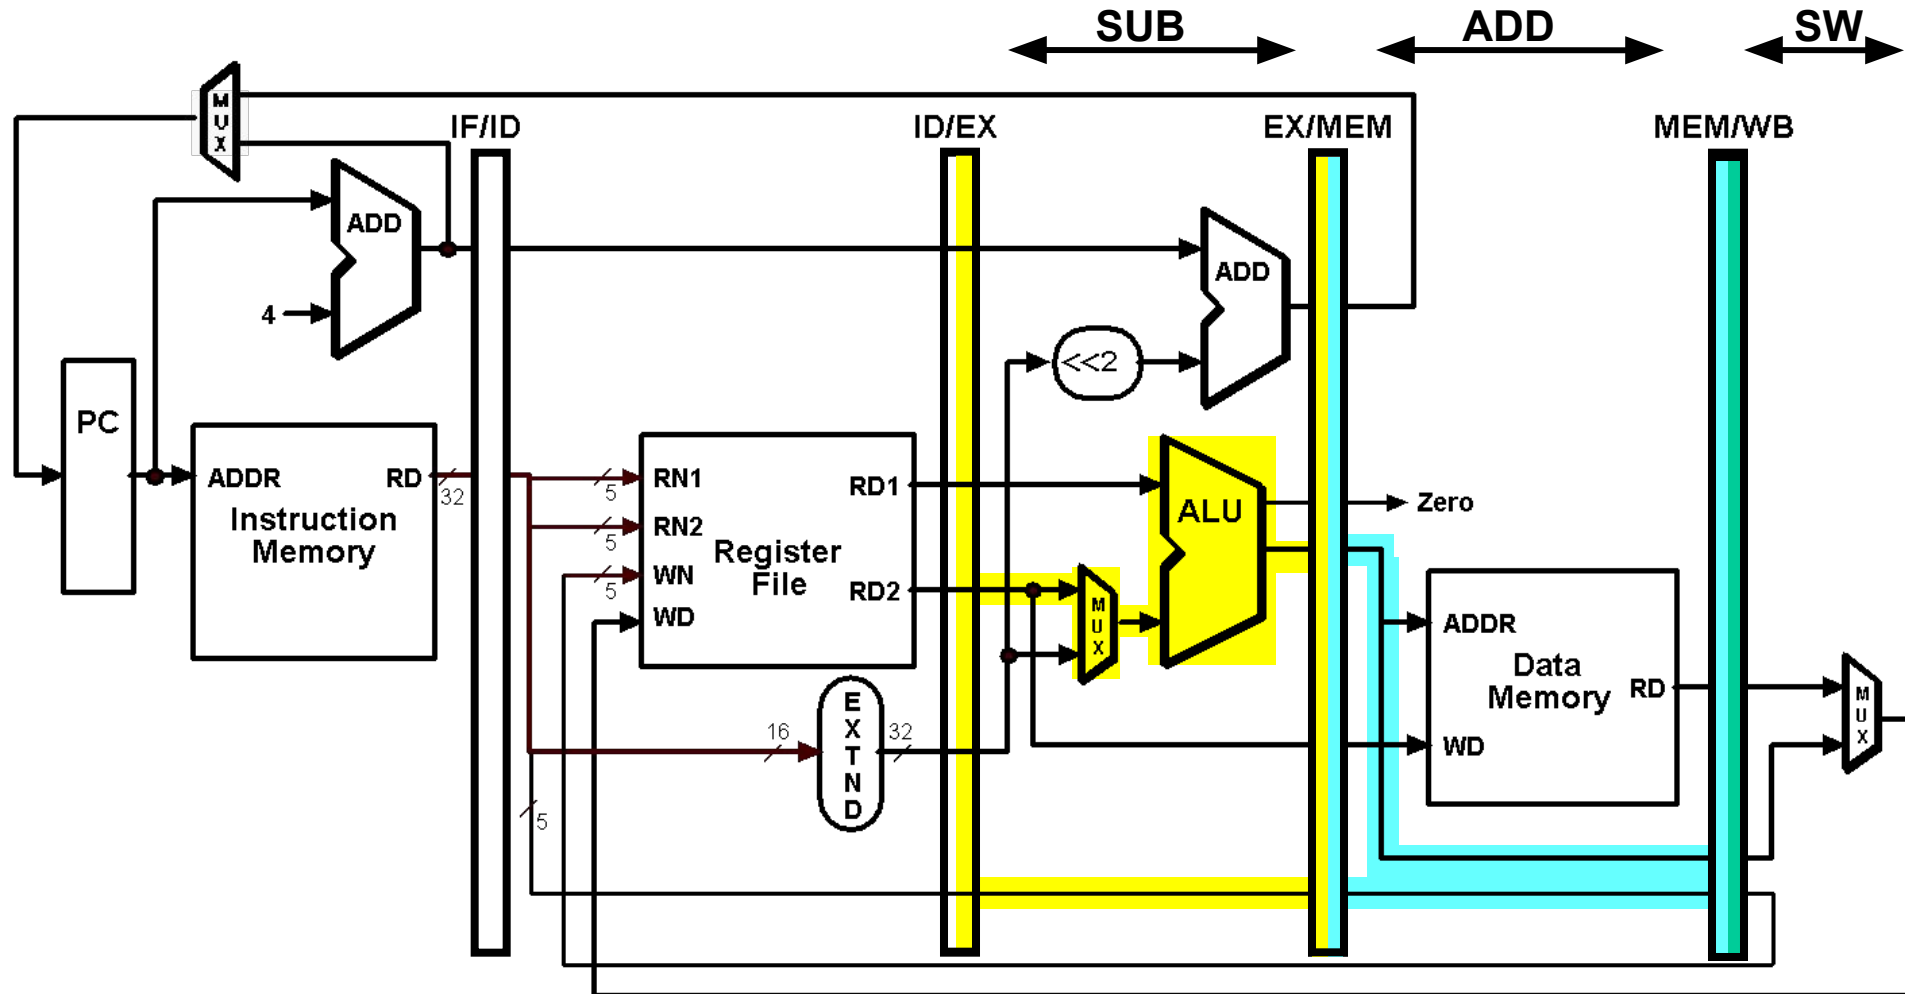 SUB
ADD
SW
MUX
IF/ID
ID/EX
EX/MEM
MEM/WB
ADD
4
ADD
<<2
PC
ADDR
RD
32
Instruction
Memory
5
RN1
5
RN2
5
WN
WD
RD1
RD2
Register
File
ALU
Zero
MUX
ADDR
Data
Memory
RD
WD
MUX
16
EXTND
32
5